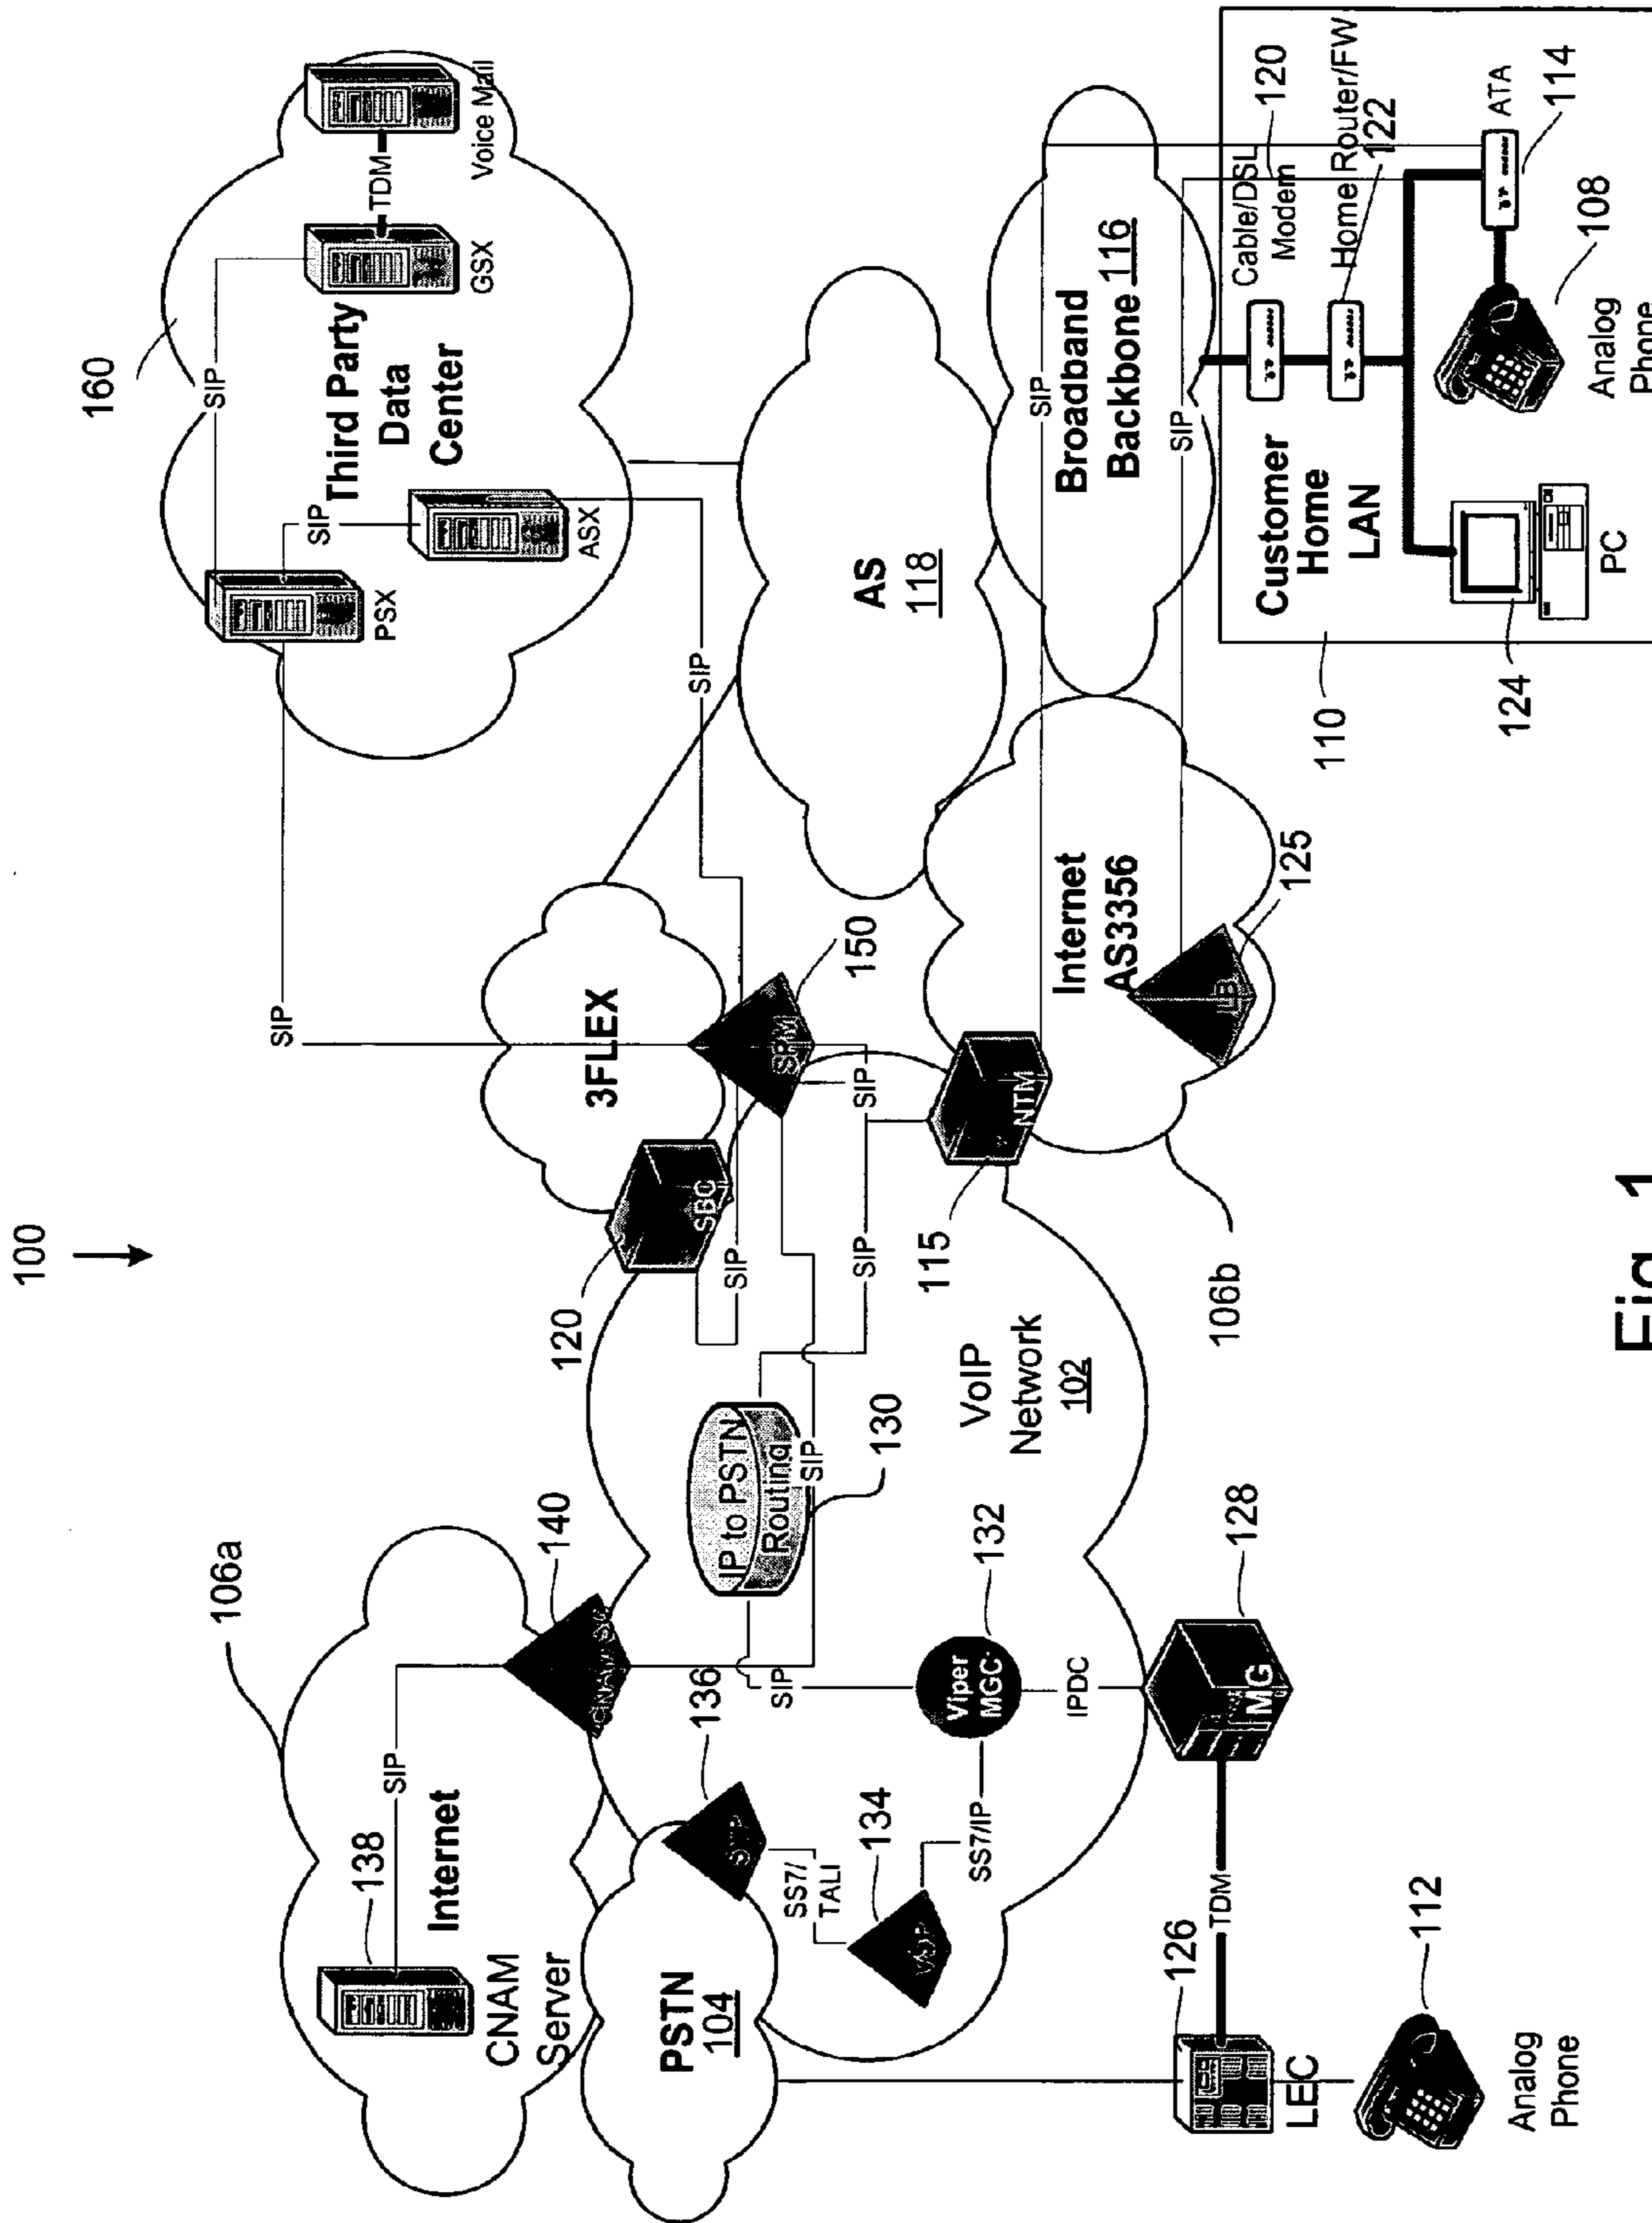 100
106a
140
138
SIP
Internet
CNAM
Server
136
PSTN
104
SS7/
TALI
134
SS7/IP
SIP
Viper
MGC
132
IPDC
128
MG
TDM
126
LEC
112
Analog
Phone
IP to PSTN
Routing
SIP
130
VoIP
Network
102
120
SBC
SIP
3FLEX
150
SIP
SIP
115
NTM
106b
Internet
AS3356
LB
125
SIP
SIP
160
PSX
SIP
SIP
ASX
Third Party
Data
Center
GSX
TDM
Voice Mail
AS
118
Broadband
Backbone 116
SIP
SIP
Customer
Home
LAN
110
Cable/DSL
Modem
120
Home Router/FW
122
ATA
114
108
Analog
Phone
124
PC
Fig. 1